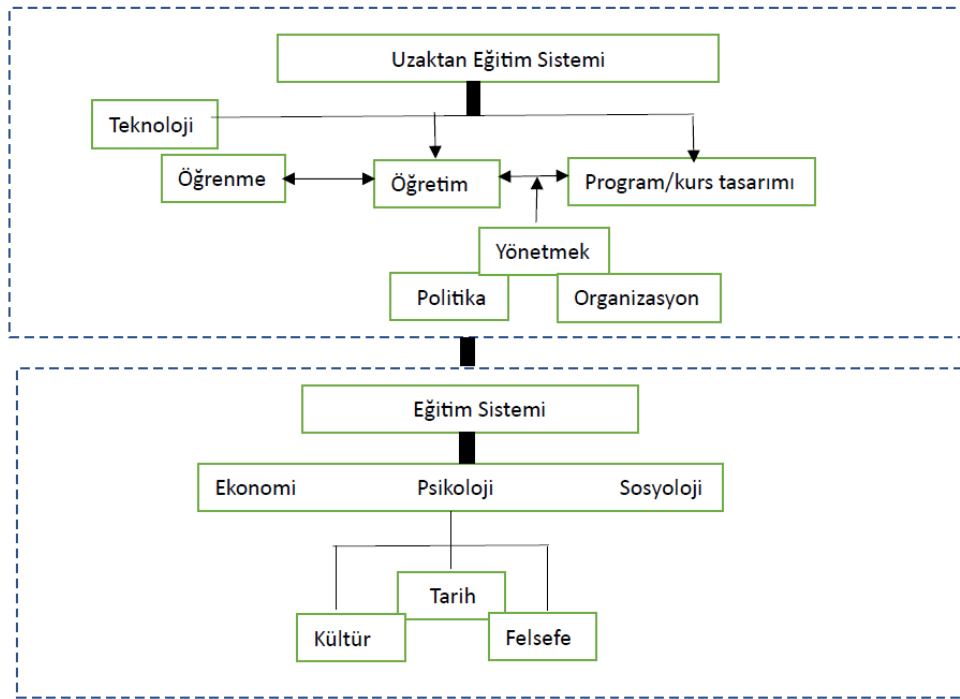 Uzaktan Eğitim Sistemi
Teknoloji
Öğrenme
Öğretim
Program/kurs tasarımı
Yönetmek
Politika
Organizasyon
Eğitim Sistemi
Ekonomi Psikoloji Sosyoloji
Tarih
Kültür
Felsefe